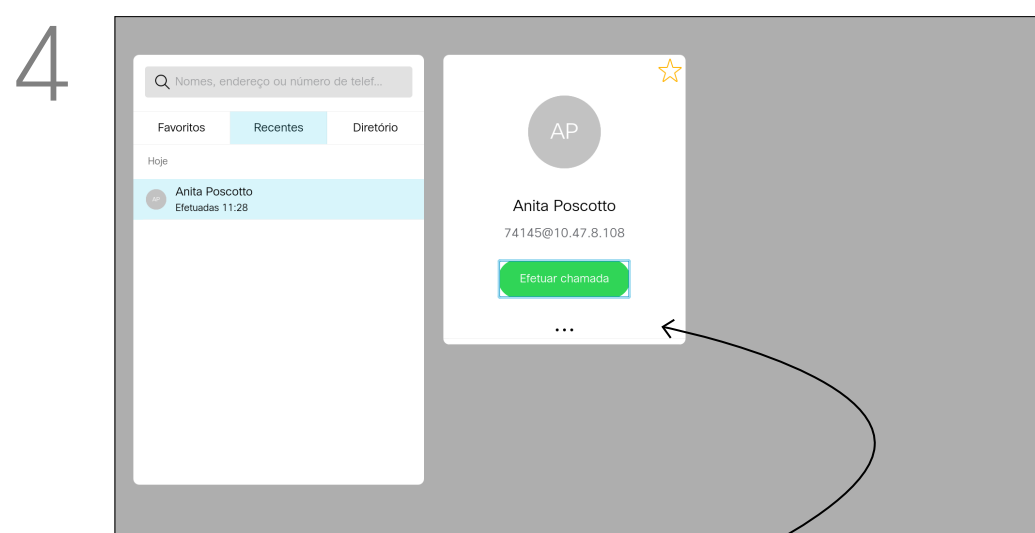 4
Nomes, endereço ou número de telef...
Favoritos Recentes Diretório
Hoje
AP
Anita Poscotto
Efetuadas 11:28
AP
Anita Poscotto
74145@10.47.8.108
Efetuar chamada
...